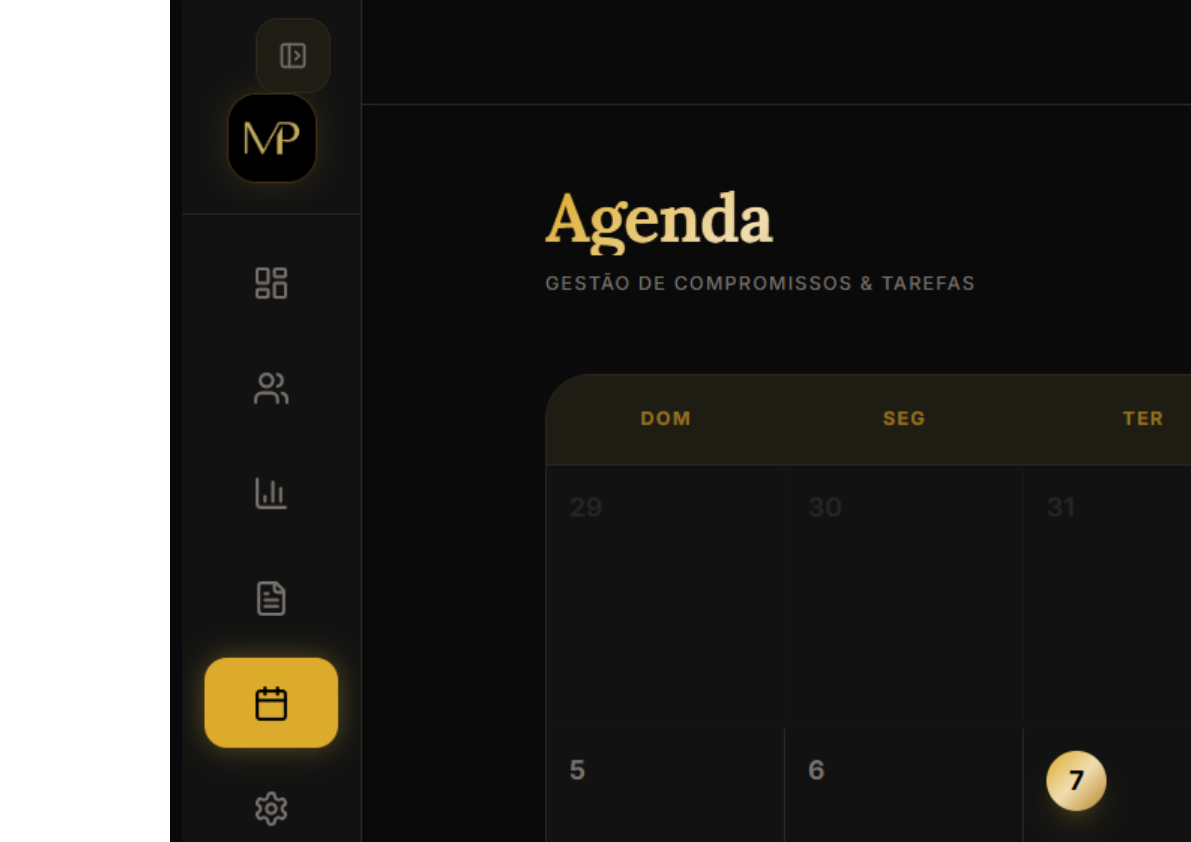 MP
Agenda
GESTÃO DE COMPROMISSOS & TAREFAS
DOM SEG TER
29 30 31
5 6 7